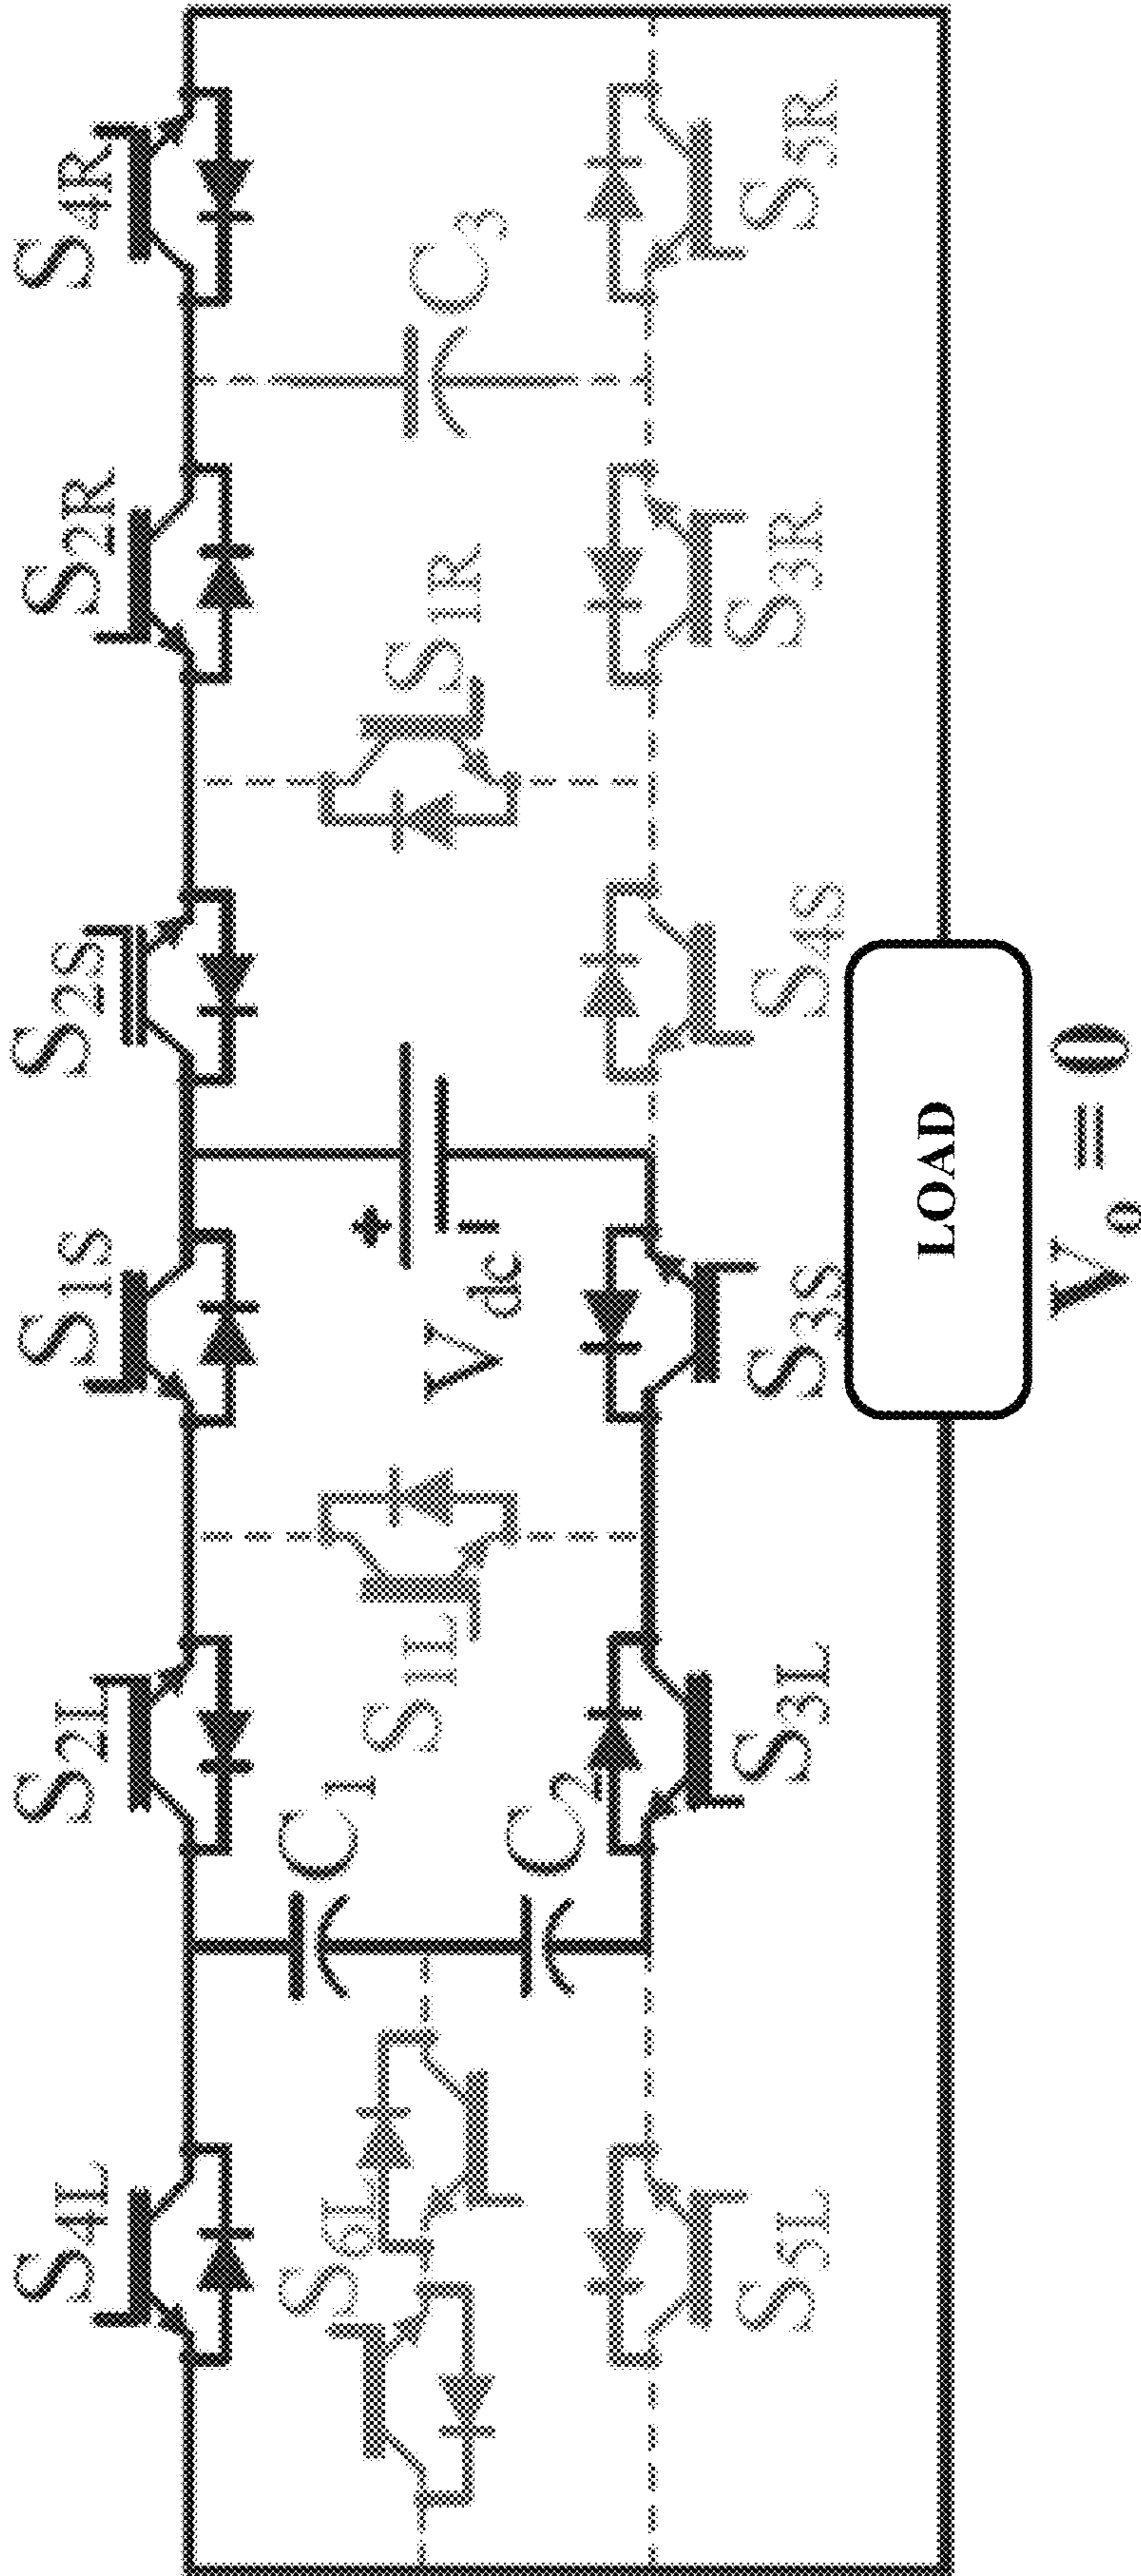 S4L
S2L
S1S
S2S
S2R
S4R
S6L
C1
S1L
Vdc
+
−
S1R
C3
C2
S5L
S3L
S3S
S4S
S3R
S5R
LOAD
Vo = 0